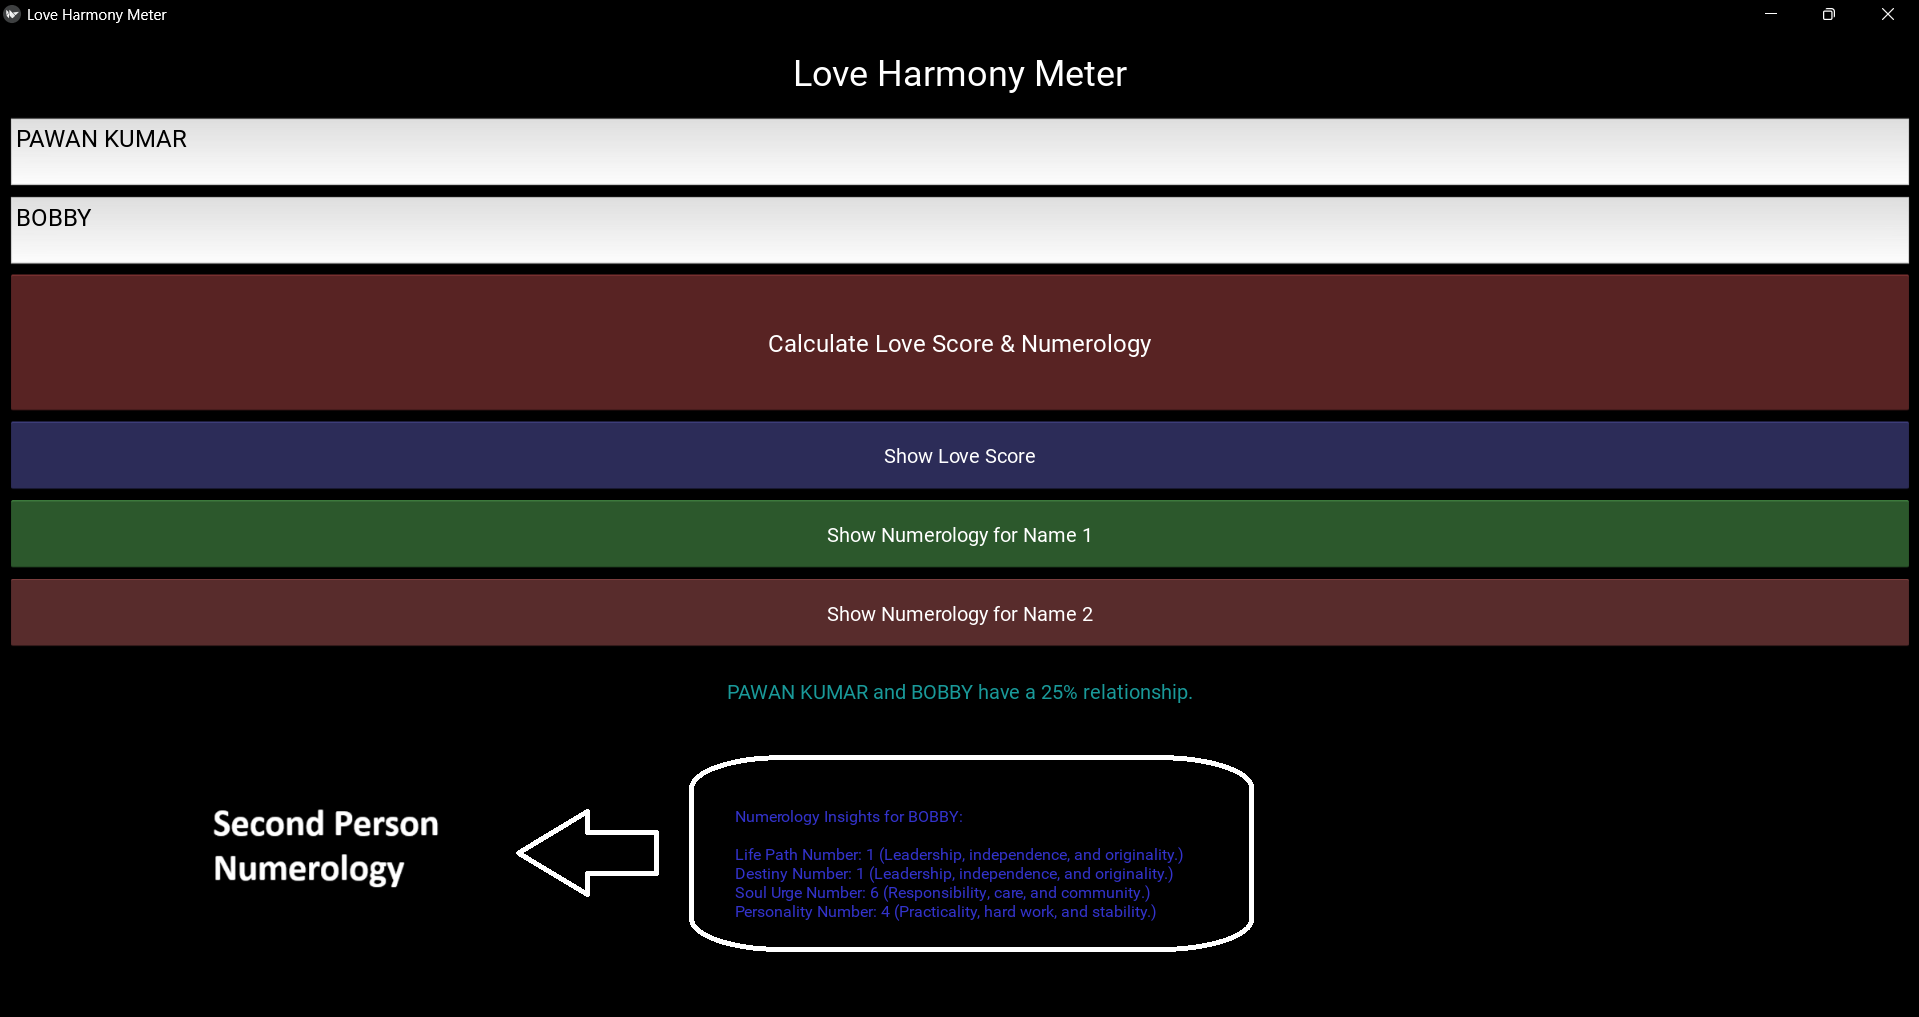 Love Harmony Meter
Love Harmony Meter
PAWAN KUMAR
BOBBY
Calculate Love Score & Numerology
Show Love Score
Show Numerology for Name 1
Show Numerology for Name 2
PAWAN KUMAR and BOBBY have a 25% relationship.
Second Person
Numerology
Numerology Insights for BOBBY:
Life Path Number: 1 (Leadership, independence, and originality.)
Destiny Number: 1 (Leadership, independence, and originality.)
Soul Urge Number: 6 (Responsibility, care, and community.)
Personality Number: 4 (Practicality, hard work, and stability.)